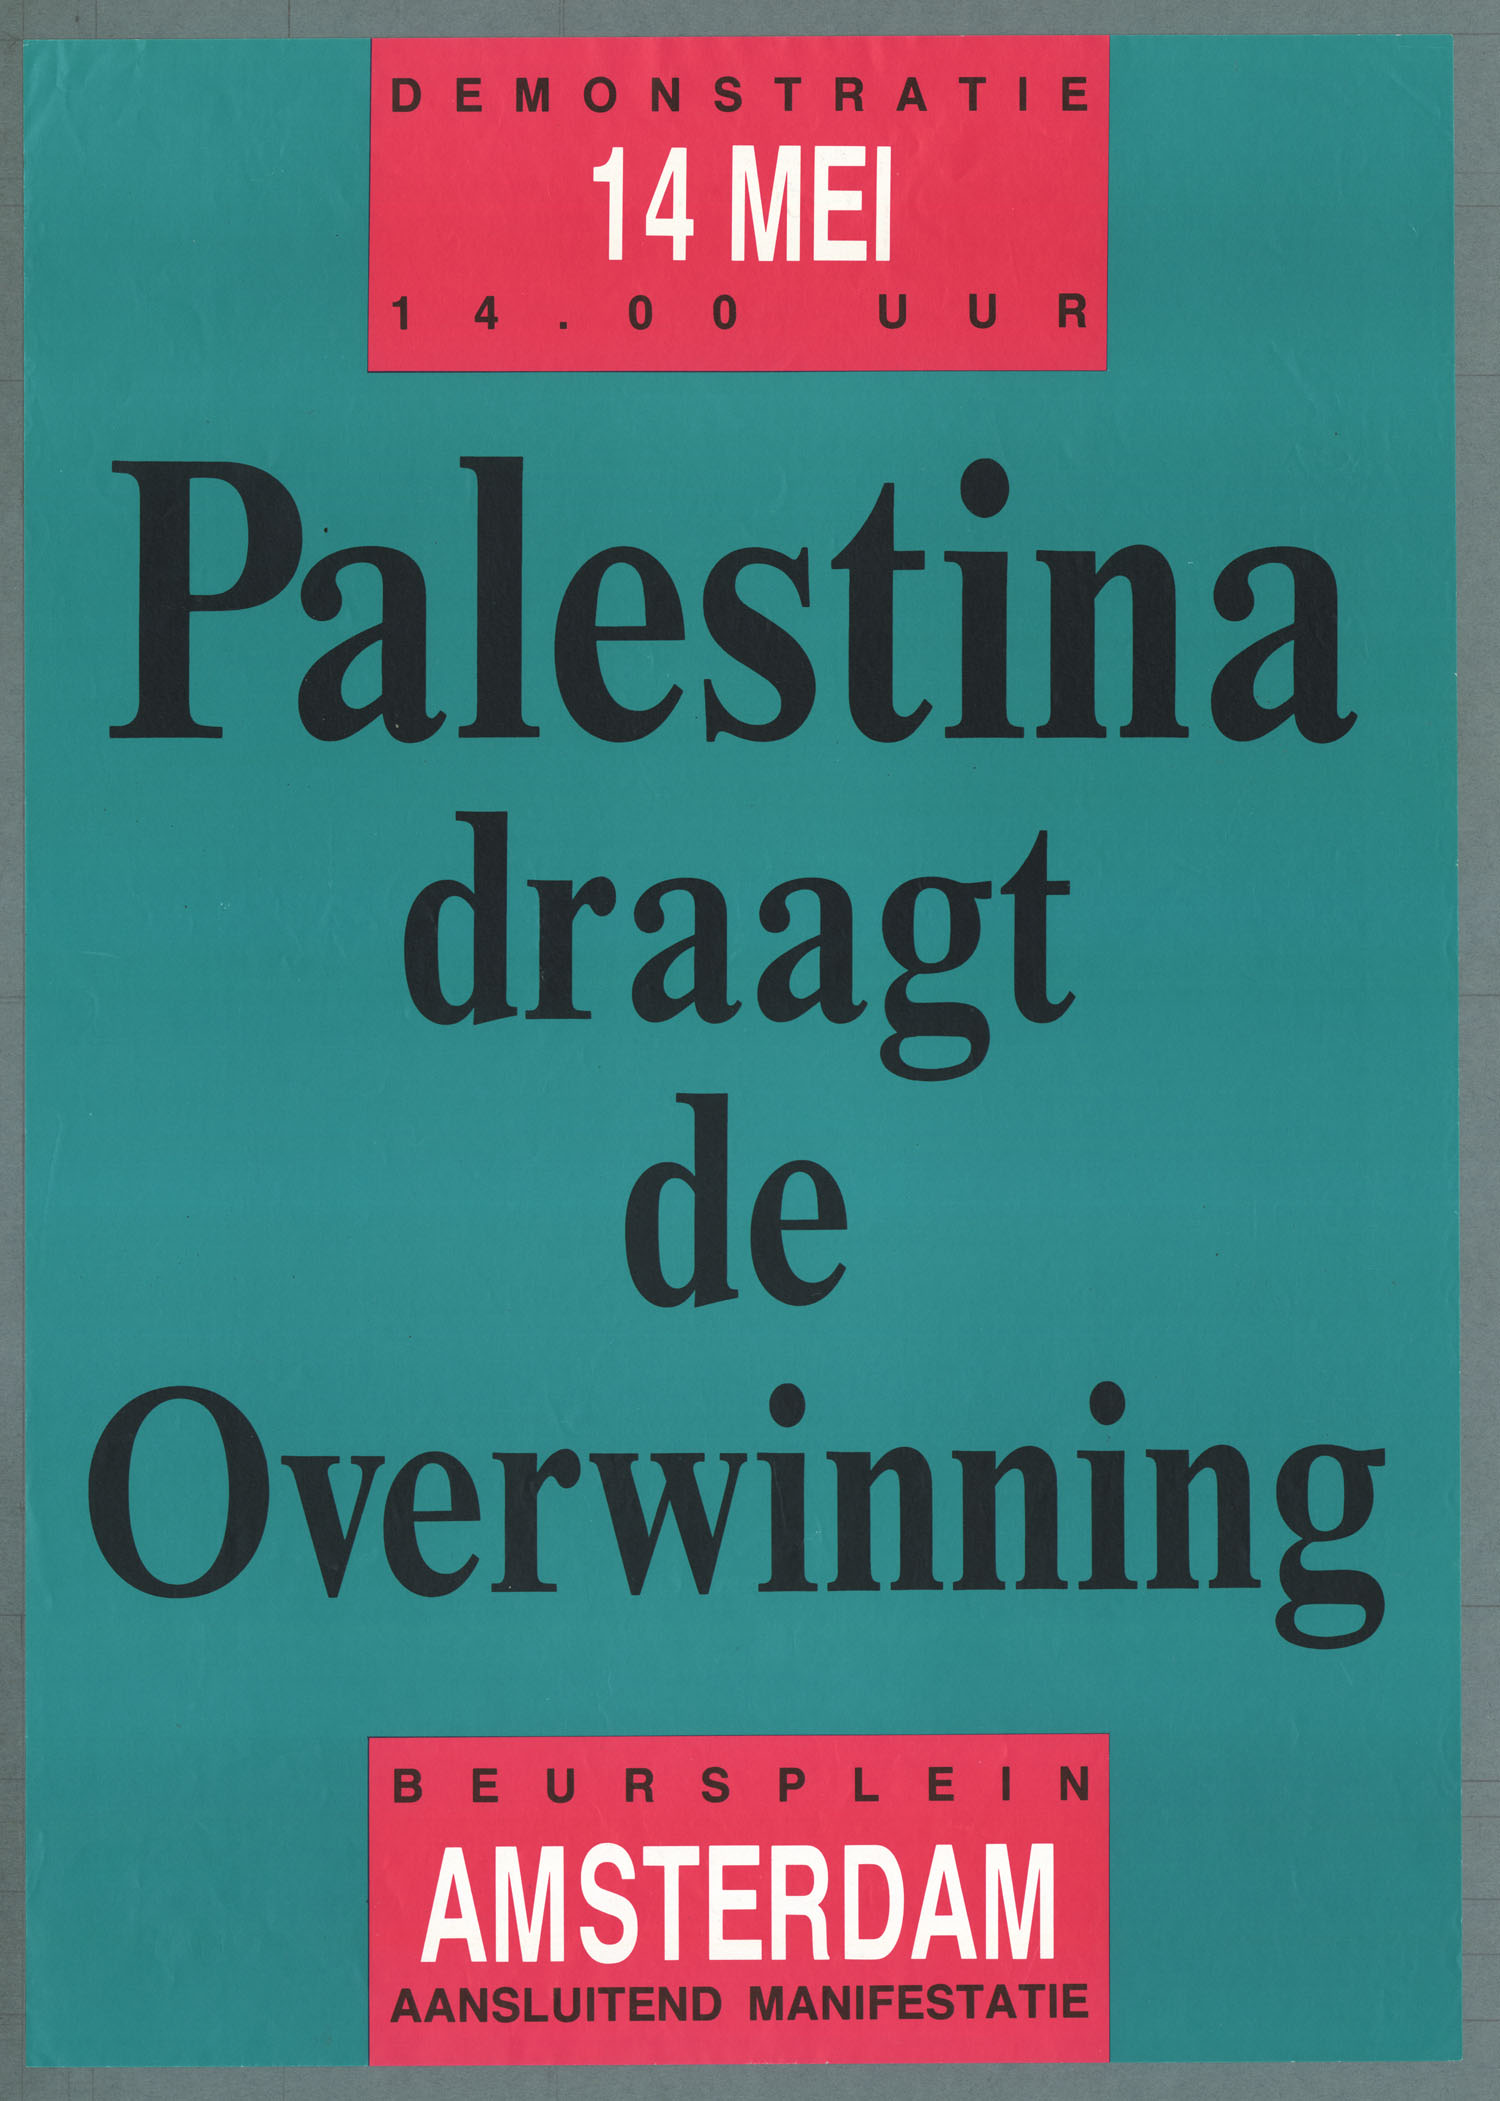 DEMONSTRATIE
14 MEI
14.00 UUR
Palestina
draagt
de
Overwinning
BEURSPLEIN
AMSTERDAM
AANSLUITEND MANIFESTATIE